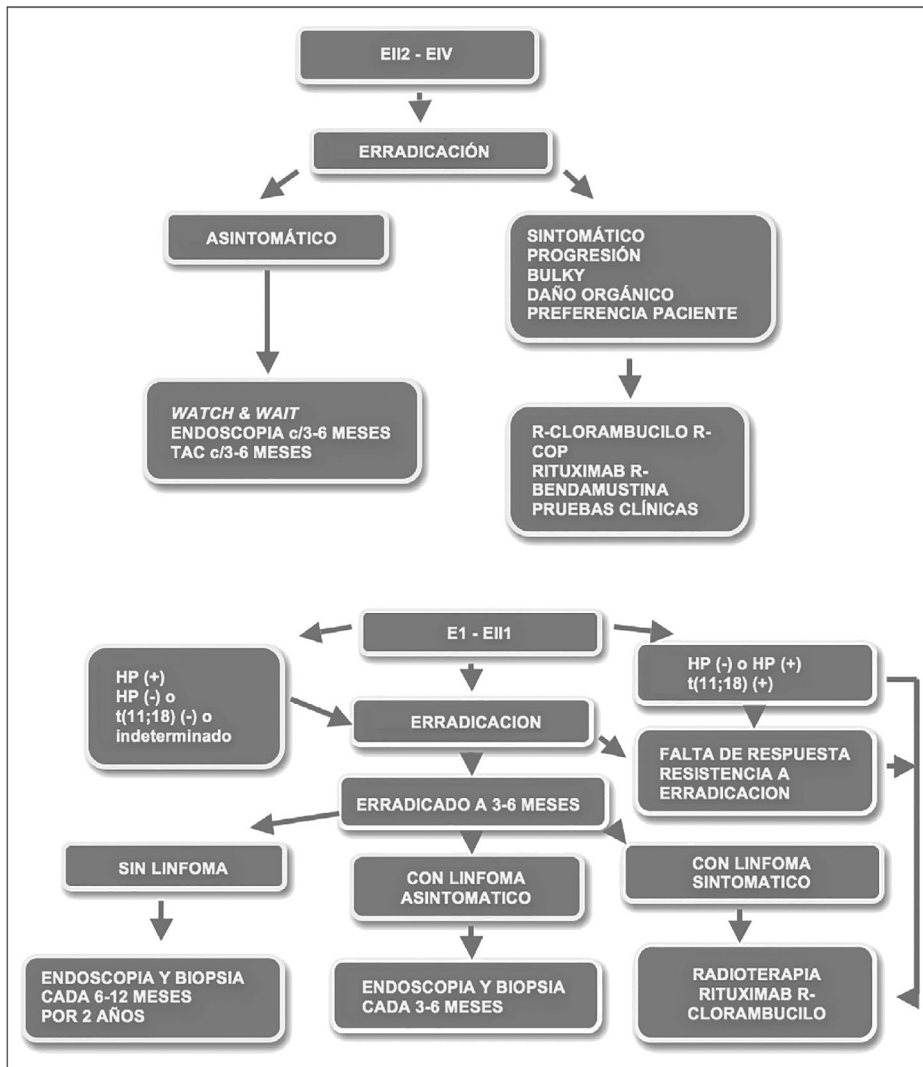 EII2 - EIV
ERRADICACIÓN
ASINTOMÁTICO
SINTOMÁTICO
PROGRESIÓN
BULKY
DAÑO ORGÁNICO
PREFERENCIA PACIENTE
WATCH & WAIT
ENDOSCOPIA c/3-6 MESES
TAC c/3-6 MESES
R-CLORAMBUCILO R-
COP
RITUXIMAB R-
BENDAMUSTINA
PRUEBAS CLÍNICAS
E1 - EII1
HP (+)
HP (-) o
t(11;18) (-) o
indeterminado
HP (-) o HP (+)
t(11;18) (+)
ERRADICACION
FALTA DE RESPUESTA
RESISTENCIA A
ERRADICACION
ERRADICADO A 3-6 MESES
SIN LINFOMA
CON LINFOMA
ASINTOMATICO
CON LINFOMA
SINTOMATICO
ENDOSCOPIA Y BIOPSIA
CADA 6-12 MESES
POR 2 AÑOS
ENDOSCOPIA Y BIOPSIA
CADA 3-6 MESES
RADIOTERAPIA
RITUXIMAB R-
CLORAMBUCILO